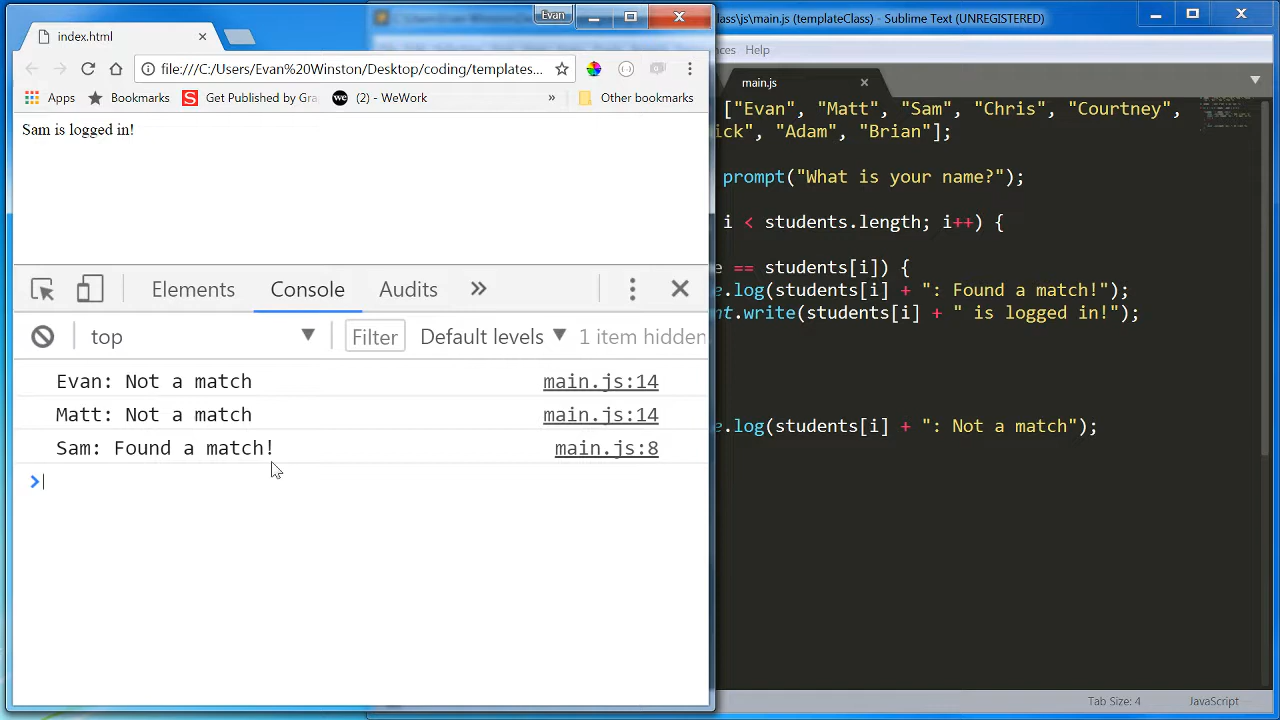 Evan
index.html
file:///C:/Users/Evan%20Winston/Desktop/coding/templates...
Apps Bookmarks Get Published by Gra (2) - WeWork » Other bookmarks
Sam is logged in!
Elements Console Audits »
top Filter Default levels 1 item hidden
Evan: Not a match main.js:14
Matt: Not a match main.js:14
Sam: Found a match! main.js:8
>
class\js\main.js (templateClass) - Sublime Text (UNREGISTERED)
nces Help
main.js
["Evan", "Matt", "Sam", "Chris", "Courtney",
ick", "Adam", "Brian"];
prompt("What is your name?");
i < students.length; i++) {
e == students[i]) {
e.log(students[i] + ": Found a match!");
nt.write(students[i] + " is logged in!");
e.log(students[i] + ": Not a match");
Tab Size: 4 JavaScript